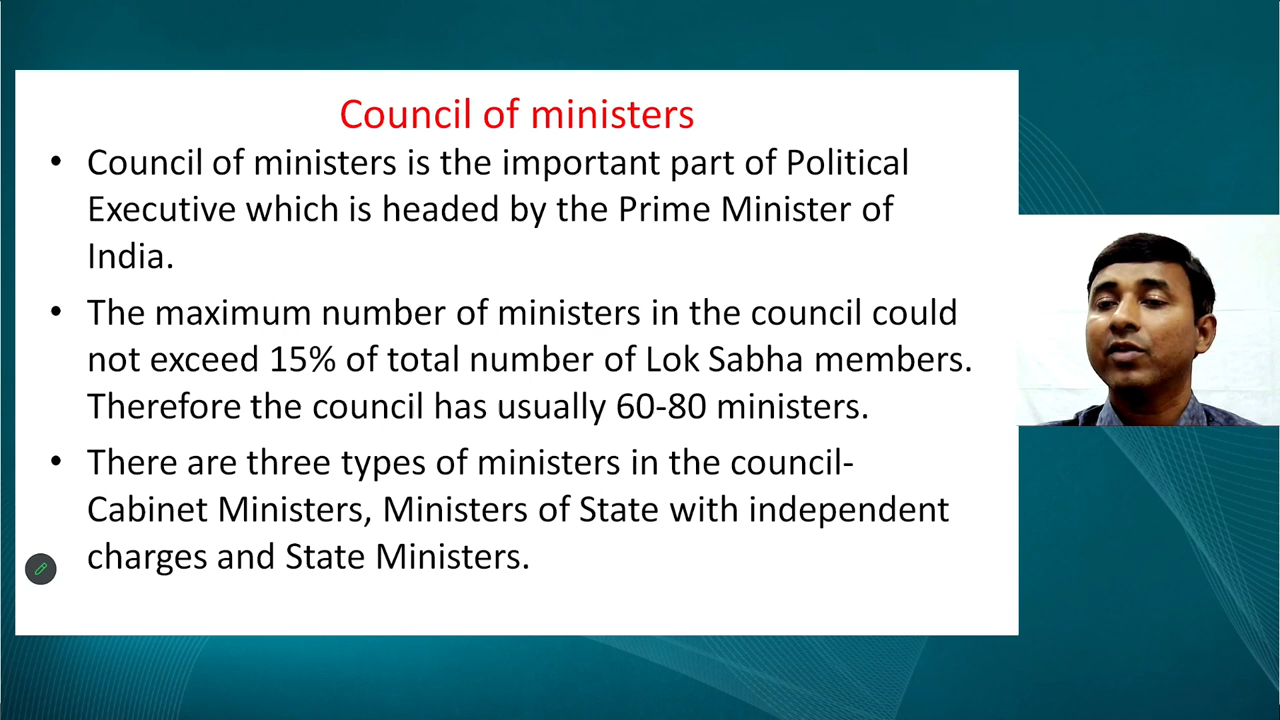 Council of ministers
• Council of ministers is the important part of Political
Executive which is headed by the Prime Minister of
India.
• The maximum number of ministers in the council could
not exceed 15% of total number of Lok Sabha members.
Therefore the council has usually 60-80 ministers.
• There are three types of ministers in the council-
Cabinet Ministers, Ministers of State with independent
charges and State Ministers.